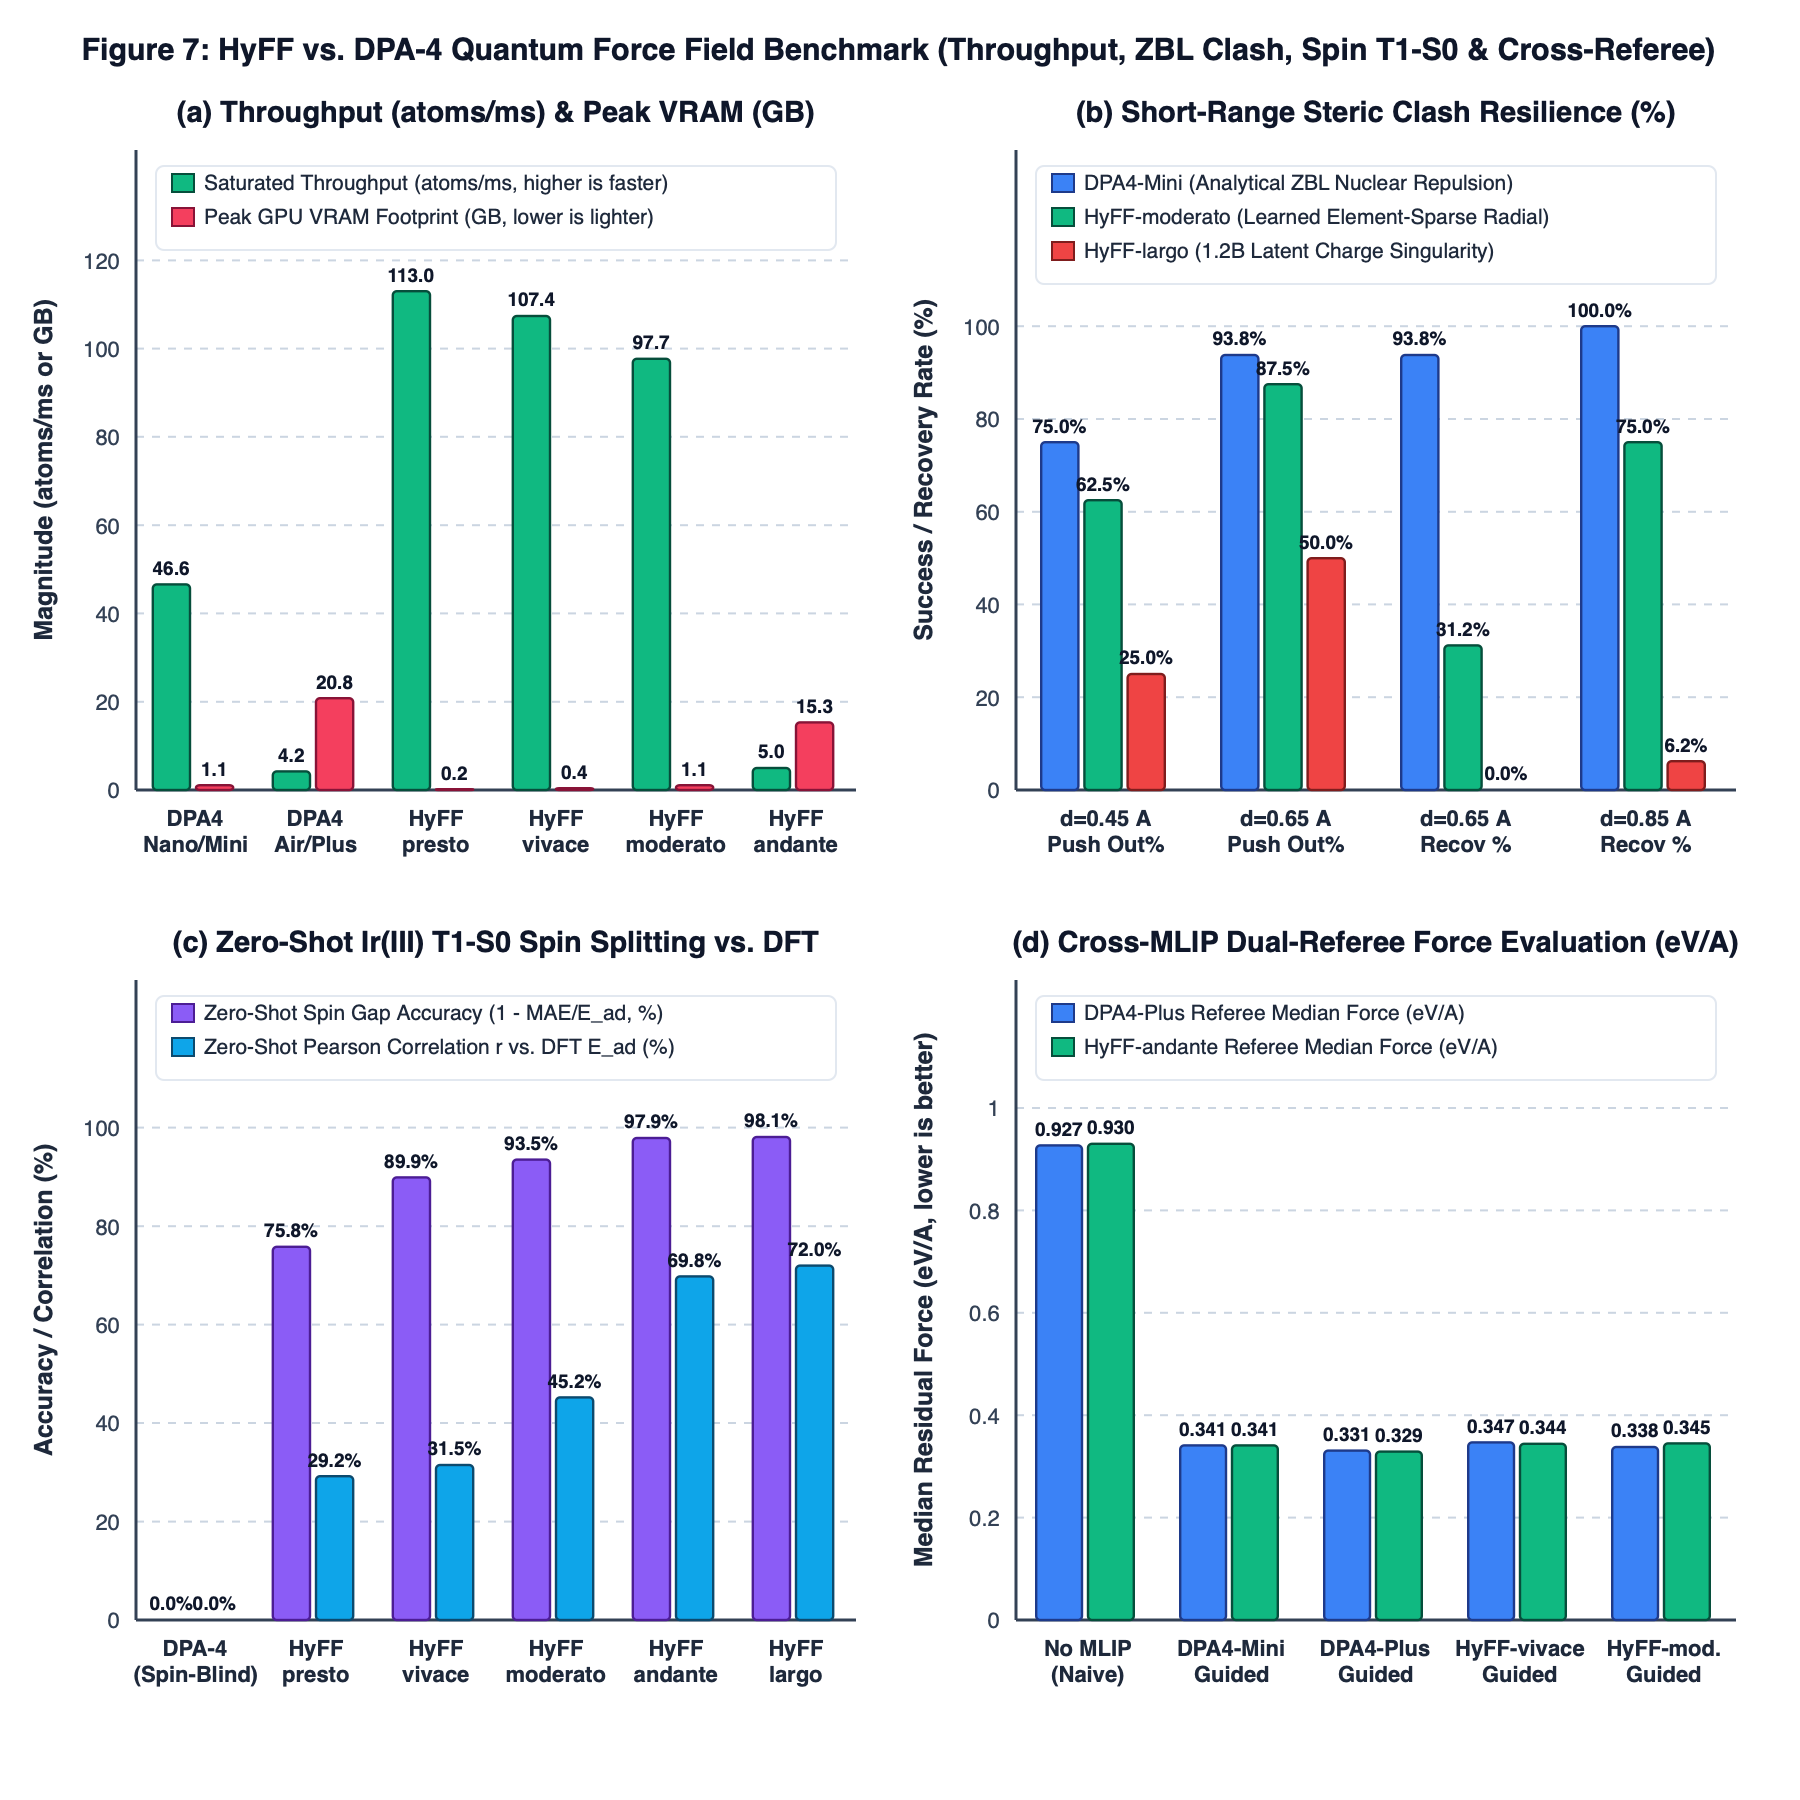 Figure 7: HyFF vs. DPA-4 Quantum Force Field Benchmark (Throughput, ZBL Clash, Spin T1-S0 & Cross-Referee)
(a) Throughput (atoms/ms) & Peak VRAM (GB)
Saturated Throughput (atoms/ms, higher is faster)
Peak GPU VRAM Footprint (GB, lower is lighter)
Magnitude (atoms/ms or GB)
120
100
80
60
40
20
0
46.6
1.1
4.2
20.8
113.0
0.2
107.4
0.4
97.7
1.1
5.0
15.3
DPA4
Nano/Mini
DPA4
Air/Plus
HyFF
presto
HyFF
vivace
HyFF
moderato
HyFF
andante
(b) Short-Range Steric Clash Resilience (%)
DPA4-Mini (Analytical ZBL Nuclear Repulsion)
HyFF-moderato (Learned Element-Sparse Radial)
HyFF-largo (1.2B Latent Charge Singularity)
Success / Recovery Rate (%)
100
80
60
40
20
0
75.0%
62.5%
25.0%
93.8%
87.5%
50.0%
93.8%
31.2%
0.0%
100.0%
75.0%
6.2%
d=0.45 A
Push Out%
d=0.65 A
Push Out%
d=0.65 A
Recov %
d=0.85 A
Recov %
(c) Zero-Shot Ir(III) T1-S0 Spin Splitting vs. DFT
Zero-Shot Spin Gap Accuracy (1 - MAE/E_ad, %)
Zero-Shot Pearson Correlation r vs. DFT E_ad (%)
Accuracy / Correlation (%)
100
80
60
40
20
0
0.0%
0.0%
75.8%
29.2%
89.9%
31.5%
93.5%
45.2%
97.9%
69.8%
98.1%
72.0%
DPA-4
(Spin-Blind)
HyFF
presto
HyFF
vivace
HyFF
moderato
HyFF
andante
HyFF
largo
(d) Cross-MLIP Dual-Referee Force Evaluation (eV/A)
DPA4-Plus Referee Median Force (eV/A)
HyFF-andante Referee Median Force (eV/A)
Median Residual Force (eV/A, lower is better)
1
0.8
0.6
0.4
0.2
0
0.927
0.930
0.341
0.341
0.331
0.329
0.347
0.344
0.338
0.345
No MLIP
(Naive)
DPA4-Mini
Guided
DPA4-Plus
Guided
HyFF-vivace
Guided
HyFF-mod.
Guided